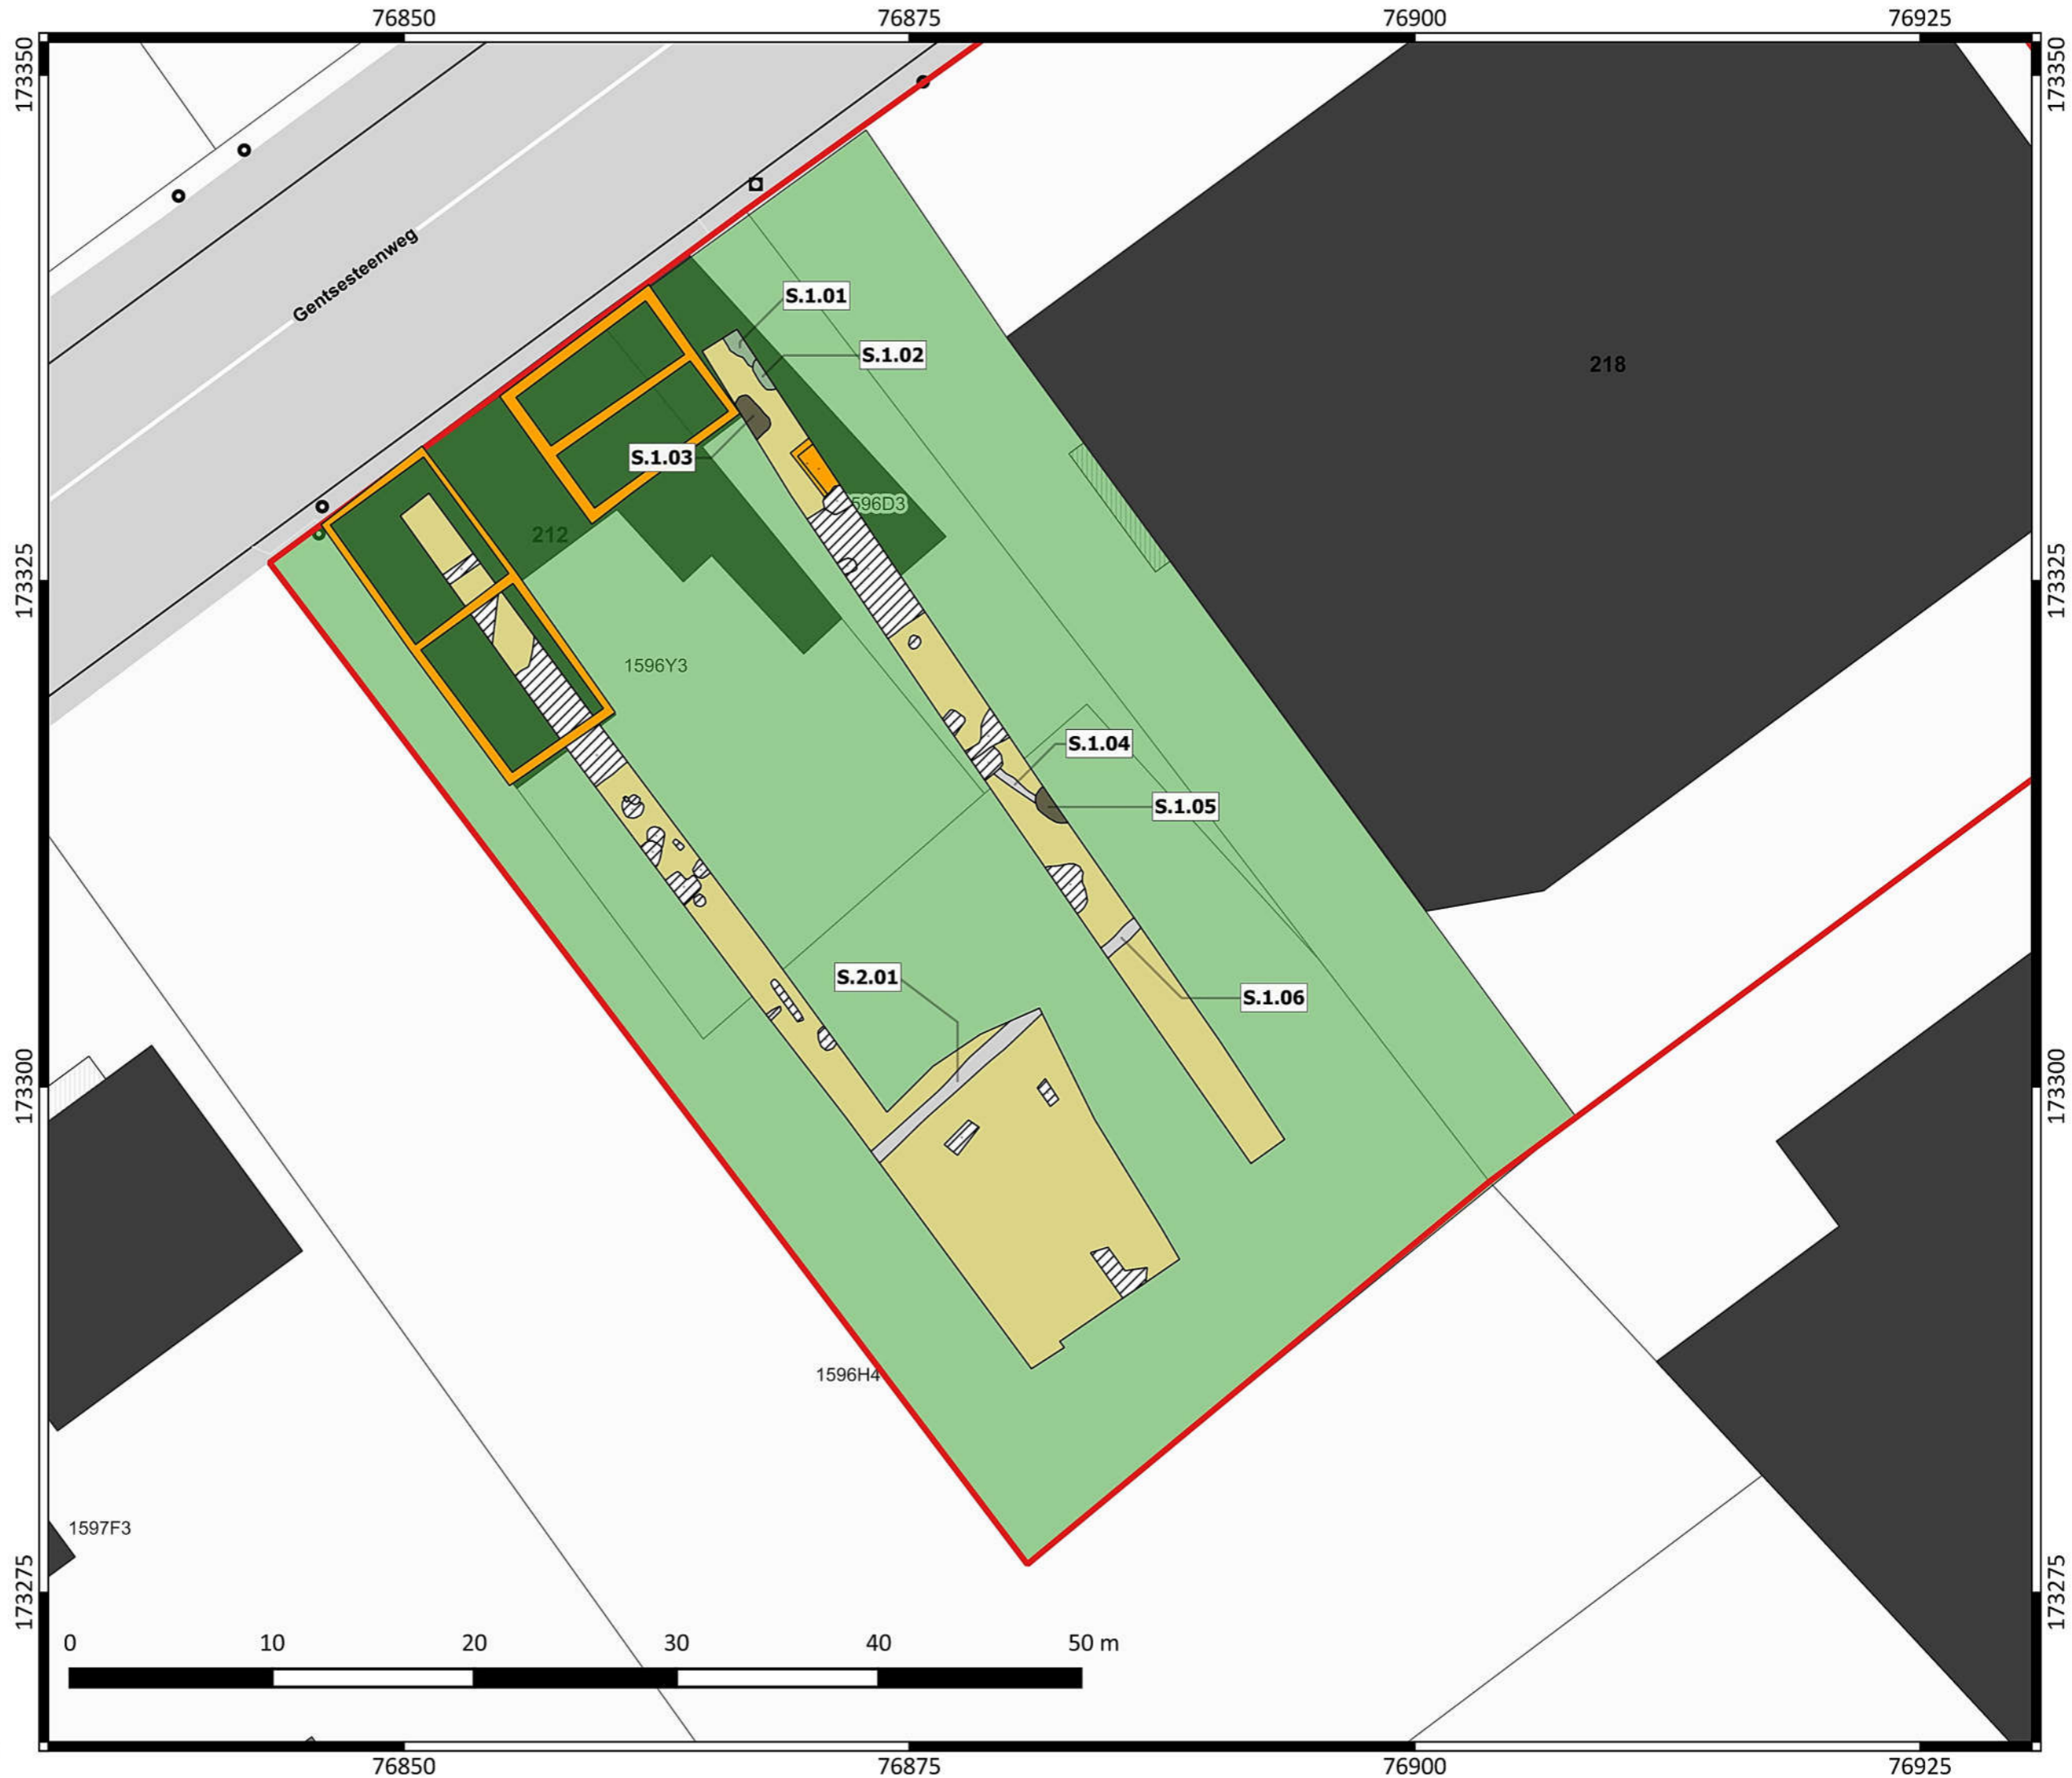 76850 76875 76900 76925
173350 173350
Gentsesteenweg
S.1.01
S.1.02
218
S.1.03
596D3
212
173325 173325
1596Y3
S.1.04
S.1.05
S.2.01
S.1.06
173300 173300
1596H4
1597F3
173275 173275
0 10 20 30 40 50 m
76850 76875 76900 76925